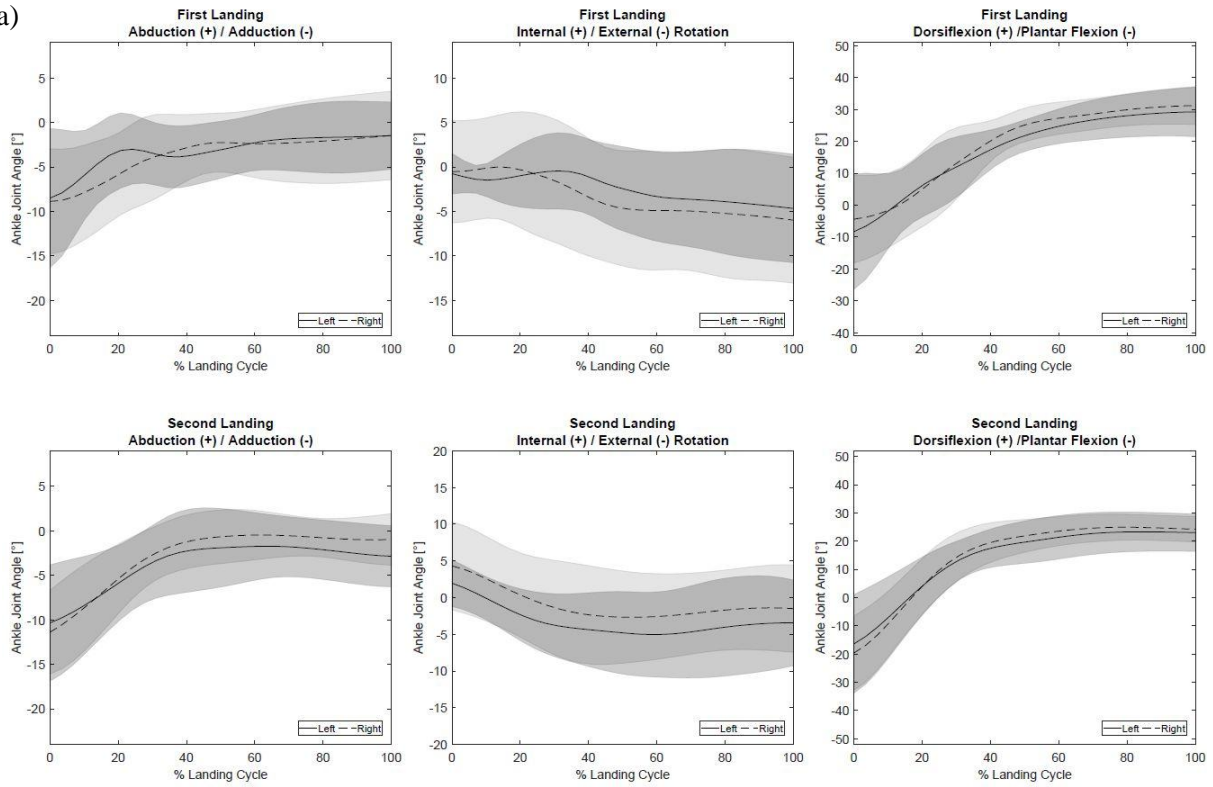 a)
First Landing
Abduction (+) / Adduction (-)
Ankle Joint Angle [°]
5
0
-5
-10
-15
-20
0 20 40 60 80 100
% Landing Cycle
Left Right
First Landing
Internal (+) / External (-) Rotation
Ankle Joint Angle [°]
10
5
0
-5
-10
-15
0 20 40 60 80 100
% Landing Cycle
Left Right
First Landing
Dorsiflexion (+) /Plantar Flexion (-)
Ankle Joint Angle [°]
50
40
30
20
10
0
-10
-20
-30
-40
0 20 40 60 80 100
% Landing Cycle
Left Right
Second Landing
Abduction (+) / Adduction (-)
Ankle Joint Angle [°]
5
0
-5
-10
-15
-20
0 20 40 60 80 100
% Landing Cycle
Left Right
Second Landing
Internal (+) / External (-) Rotation
Ankle Joint Angle [°]
20
15
10
5
0
-5
-10
-15
-20
0 20 40 60 80 100
% Landing Cycle
Left Right
Second Landing
Dorsiflexion (+) /Plantar Flexion (-)
Ankle Joint Angle [°]
50
40
30
20
10
0
-10
-20
-30
-40
-50
0 20 40 60 80 100
% Landing Cycle
Left Right